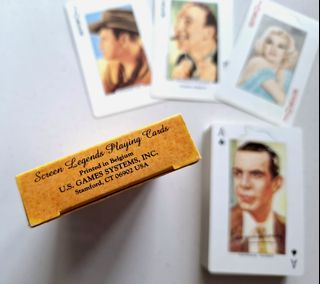 Screen Legends Playing Cards
Printed in Belgium
U.S. GAMES SYSTEMS, INC.
Stamford, CT 06902 USA
A
A